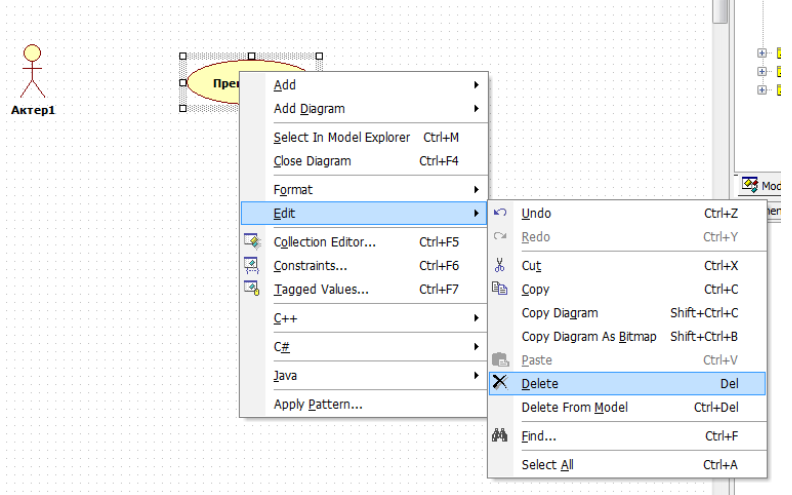 Актер1
Add
Add Diagram
Select In Model Explorer Ctrl+M
Close Diagram Ctrl+F4
Format
Edit
Collection Editor... Ctrl+F5
Constraints... Ctrl+F6
Tagged Values... Ctrl+F7
C++
C#
Java
Apply Pattern...
Undo Ctrl+Z
Redo Ctrl+Y
Cut Ctrl+X
Copy Ctrl+C
Copy Diagram Shift+Ctrl+C
Copy Diagram As Bitmap Shift+Ctrl+B
Paste Ctrl+V
Delete Del
Delete From Model Ctrl+Del
Find... Ctrl+F
Select All Ctrl+A